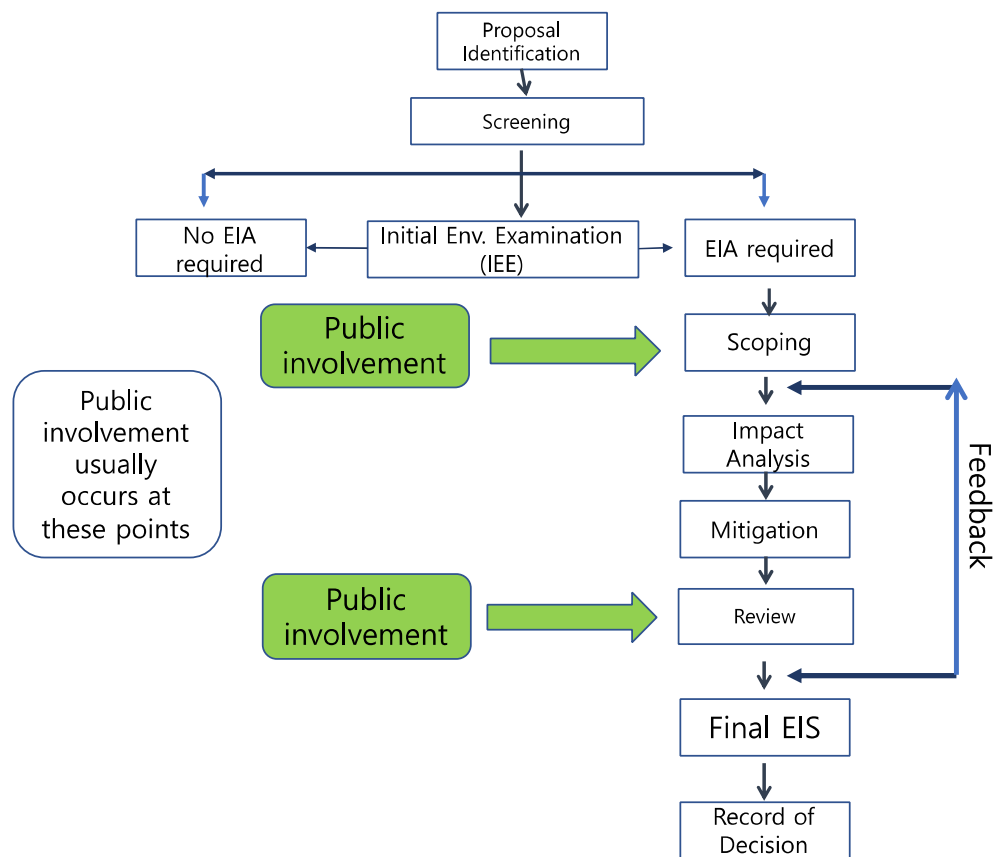 Proposal
Identification
Screening
No EIA
required
Initial Env. Examination
(IEE)
EIA required
Public
involvement
Scoping
Public
involvement
usually
occurs at
these points
Impact
Analysis
Feedback
Mitigation
Public
involvement
Review
Final EIS
Record of
Decision